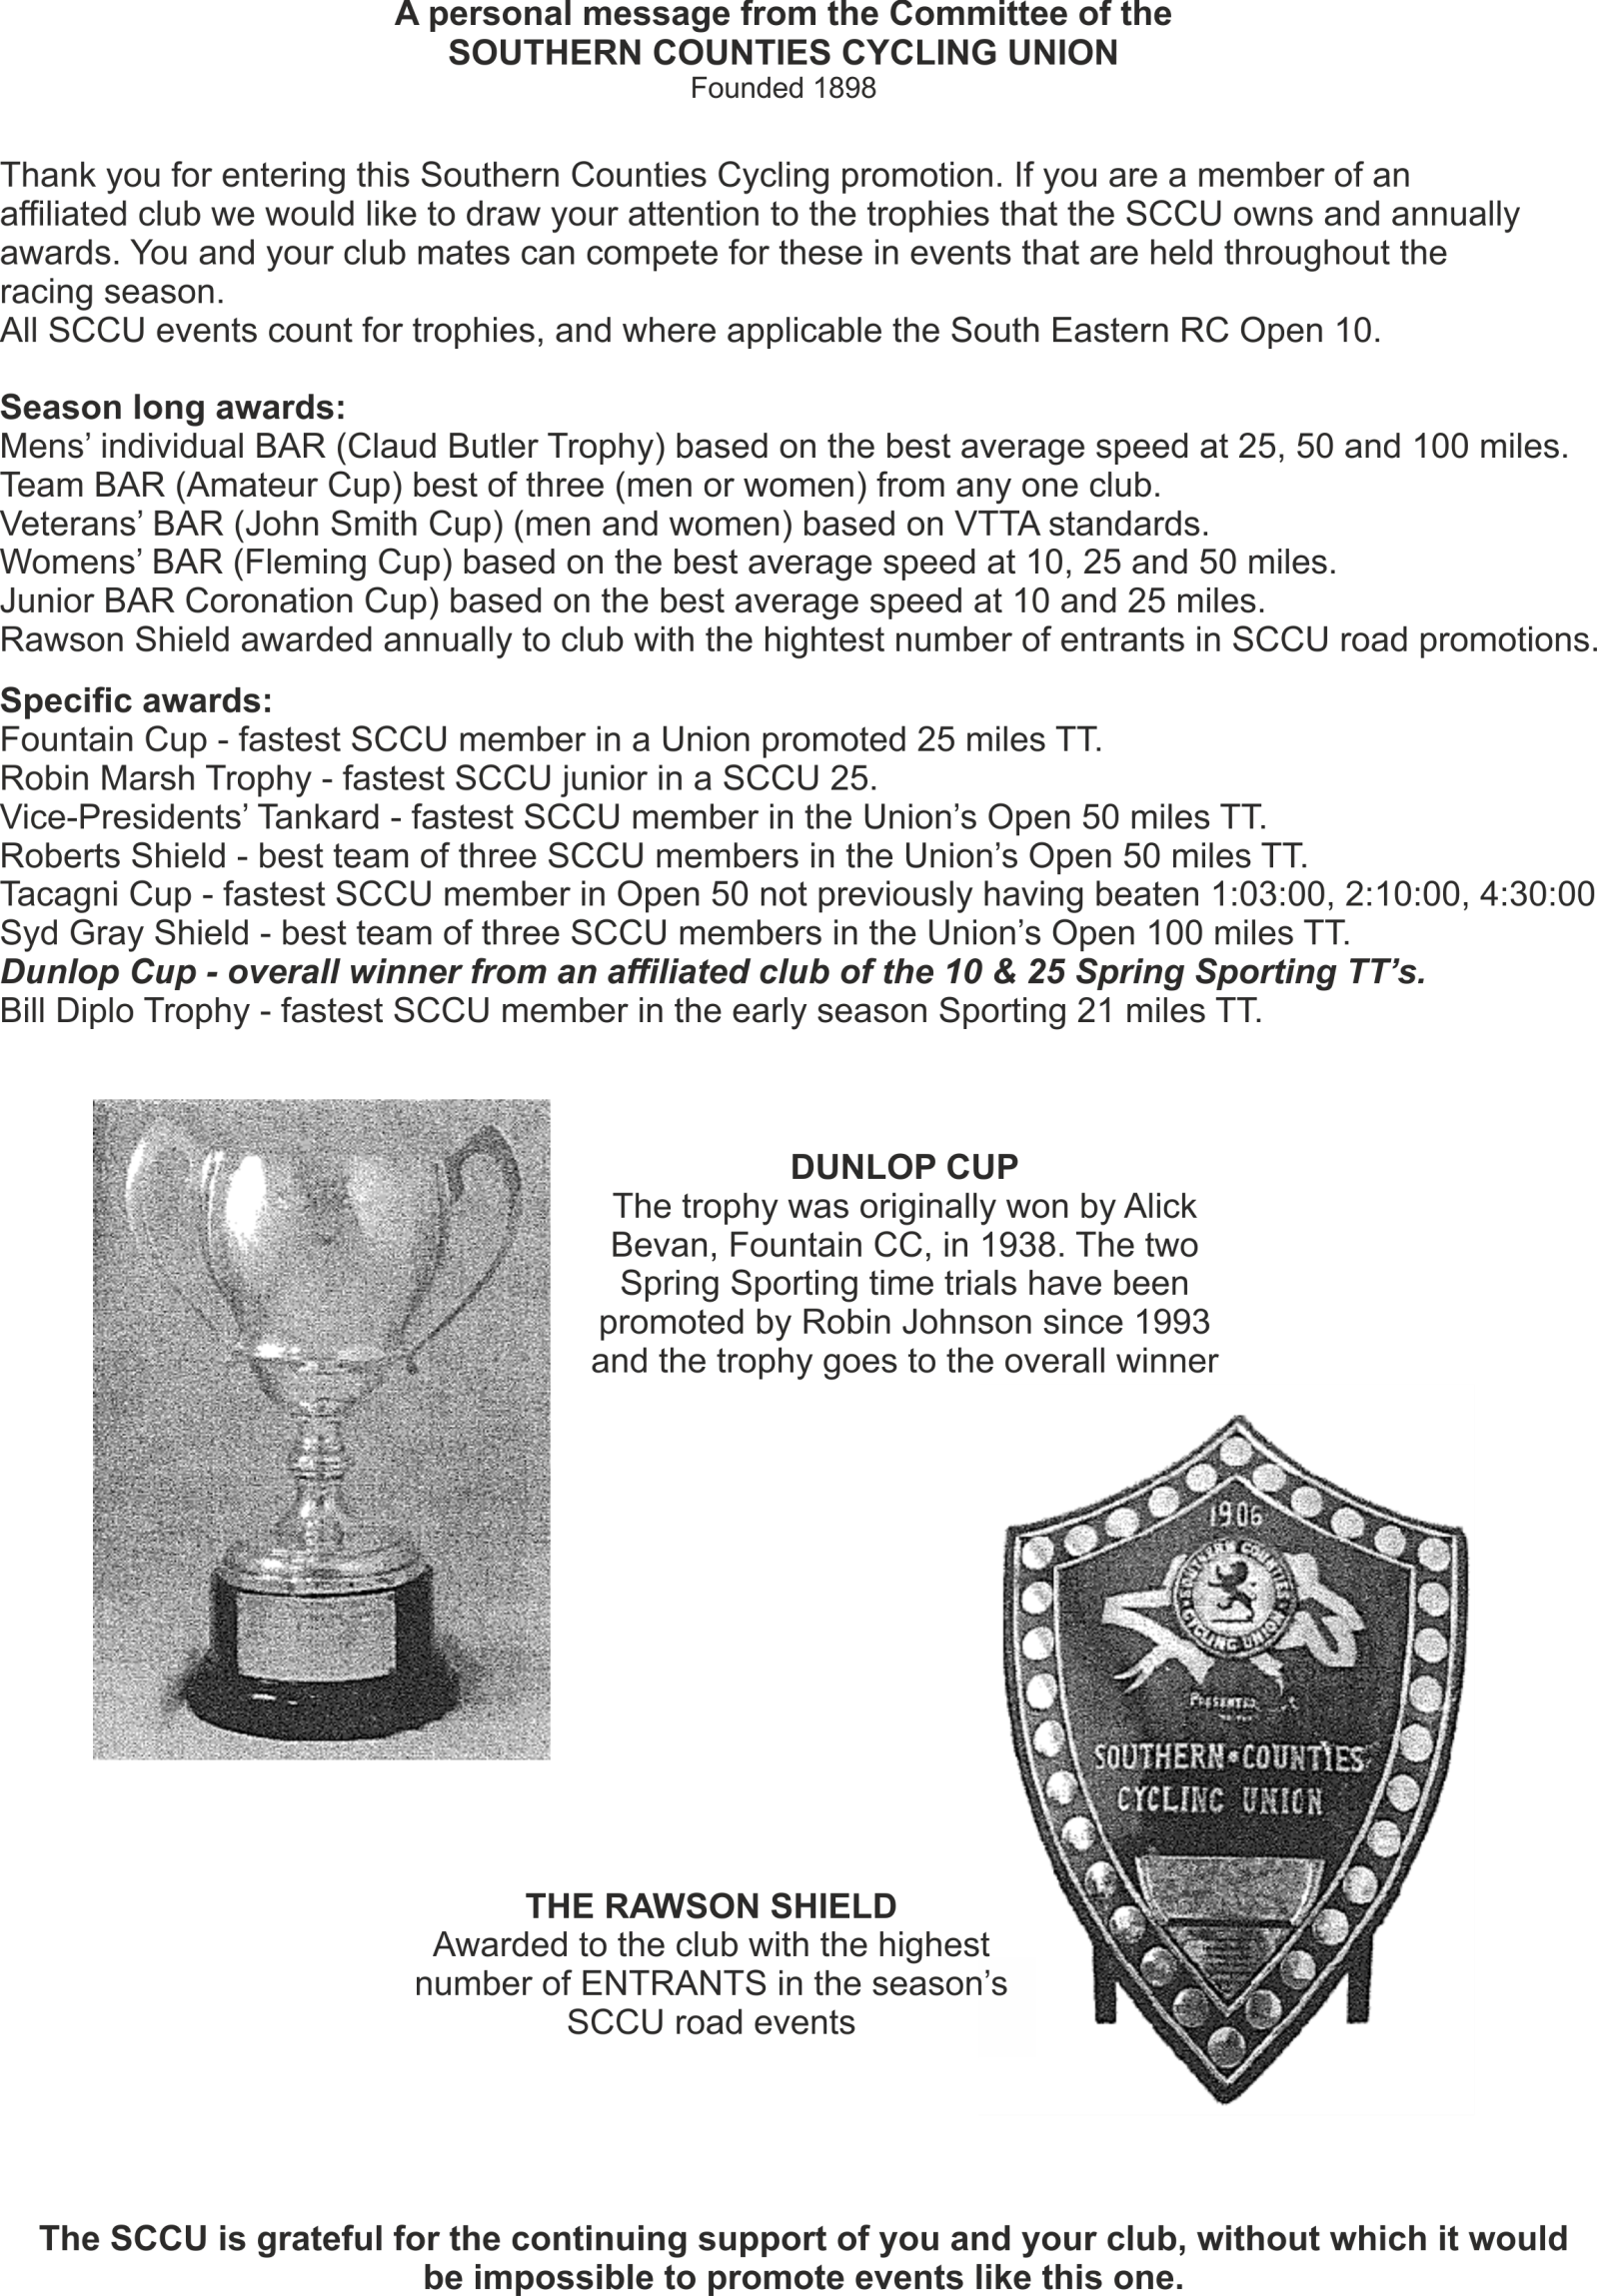 A personal message from the Committee of the
SOUTHERN COUNTIES CYCLING UNION
Founded 1898
Thank you for entering this Southern Counties Cycling promotion. If you are a member of an
affiliated club we would like to draw your attention to the trophies that the SCCU owns and annually
awards. You and your club mates can compete for these in events that are held throughout the
racing season.
All SCCU events count for trophies, and where applicable the South Eastern RC Open 10.
Season long awards:
Mens’ individual BAR (Claud Butler Trophy) based on the best average speed at 25, 50 and 100 miles.
Team BAR (Amateur Cup) best of three (men or women) from any one club.
Veterans’ BAR (John Smith Cup) (men and women) based on VTTA standards.
Womens’ BAR (Fleming Cup) based on the best average speed at 10, 25 and 50 miles.
Junior BAR Coronation Cup) based on the best average speed at 10 and 25 miles.
Rawson Shield awarded annually to club with the hightest number of entrants in SCCU road promotions.
Specific awards:
Fountain Cup - fastest SCCU member in a Union promoted 25 miles TT.
Robin Marsh Trophy - fastest SCCU junior in a SCCU 25.
Vice-Presidents’ Tankard - fastest SCCU member in the Union’s Open 50 miles TT.
Roberts Shield - best team of three SCCU members in the Union’s Open 50 miles TT.
Tacagni Cup - fastest SCCU member in Open 50 not previously having beaten 1:03:00, 2:10:00, 4:30:00
Syd Gray Shield - best team of three SCCU members in the Union’s Open 100 miles TT.
Dunlop Cup - overall winner from an affiliated club of the 10 & 25 Spring Sporting TT’s.
Bill Diplo Trophy - fastest SCCU member in the early season Sporting 21 miles TT.
DUNLOP CUP
The trophy was originally won by Alick
Bevan, Fountain CC, in 1938. The two
Spring Sporting time trials have been
promoted by Robin Johnson since 1993
and the trophy goes to the overall winner
1906
SOUTHERN COUNTIES
CYCLING UNION
PRESENTED
SOUTHERN COUNTIES
CYCLING UNION
THE RAWSON SHIELD
Awarded to the club with the highest
number of ENTRANTS in the season’s
SCCU road events
The SCCU is grateful for the continuing support of you and your club, without which it would
be impossible to promote events like this one.